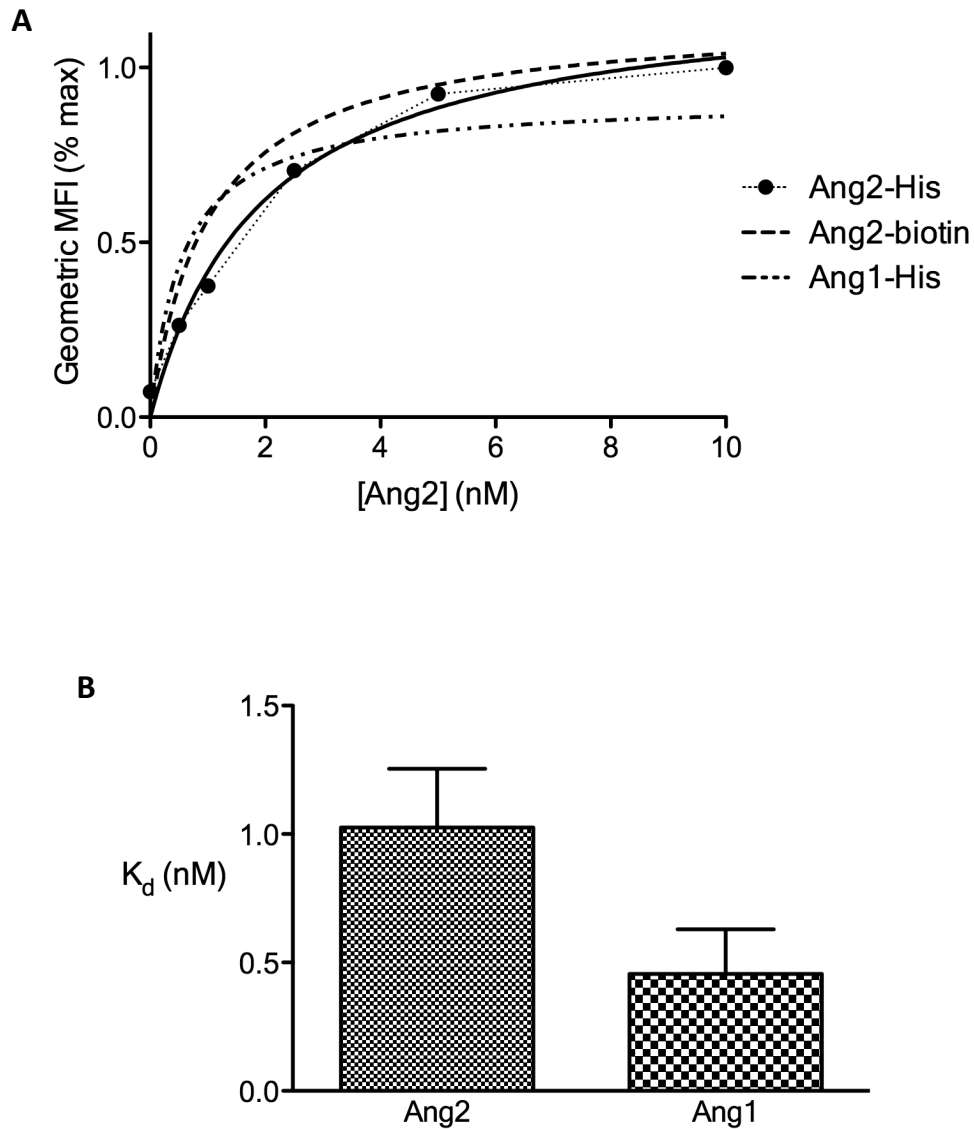 A
Geometric MFI (% max)
1.0
0.5
0.0
0 2 4 6 8 10
[Ang2] (nM)
Ang2-His
Ang2-biotin
Ang1-His
B
K_d (nM)
1.5
1.0
0.5
0.0
Ang2 Ang1